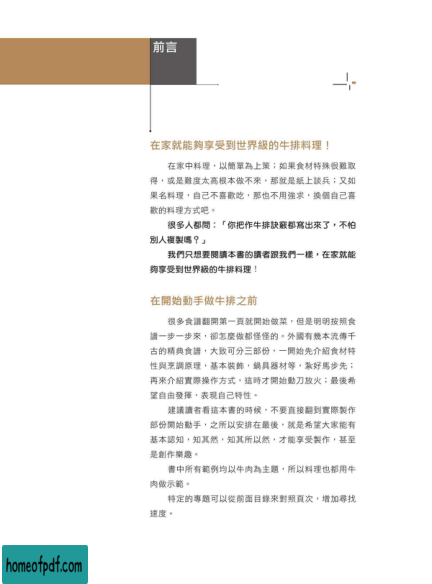 前言
在家就能夠享受到世界級的牛排料理！
在家中料理，以簡單為上策；如果食材特殊很難取
得，或是難度太高根本做不來，那就是紙上談兵；又如
果名料理，自己不喜歡吃，那也不用強求，換個自己喜
歡的料理方式吧。
很多人都問：「你把作牛排訣竅都寫出來了，不怕
別人複製嗎？」
我們只想要閱讀本書的讀者跟我們一樣，在家就能
夠享受到世界級的牛排料理！
在開始動手做牛排之前
很多食譜翻開第一頁就開始做菜，但是明明按照食
譜一步一步來，卻怎麼做都怪怪的。外國有幾本流傳千
古的精典食譜，大致可分三部份，一開始先介紹食材特
性與烹調原理，基本裝飾，鍋具器材等，紮好馬步先；
再來介紹實際操作方式，這時才開始動刀放火；最後希
望自由發揮，表現自己特性。
建議讀者看這本書的時候，不要直接翻到實際製作
部份開始動手，之所以安排在最後，就是希望大家能有
基本認知，知其然，知其所以然，才能享受製作，甚至
是創作樂趣。
書中所有範例均以牛肉為主題，所以料理也都用牛
肉做示範。
特定的專題可以從前面目錄來對照頁次，增加尋找
速度。
homeofpdf.com